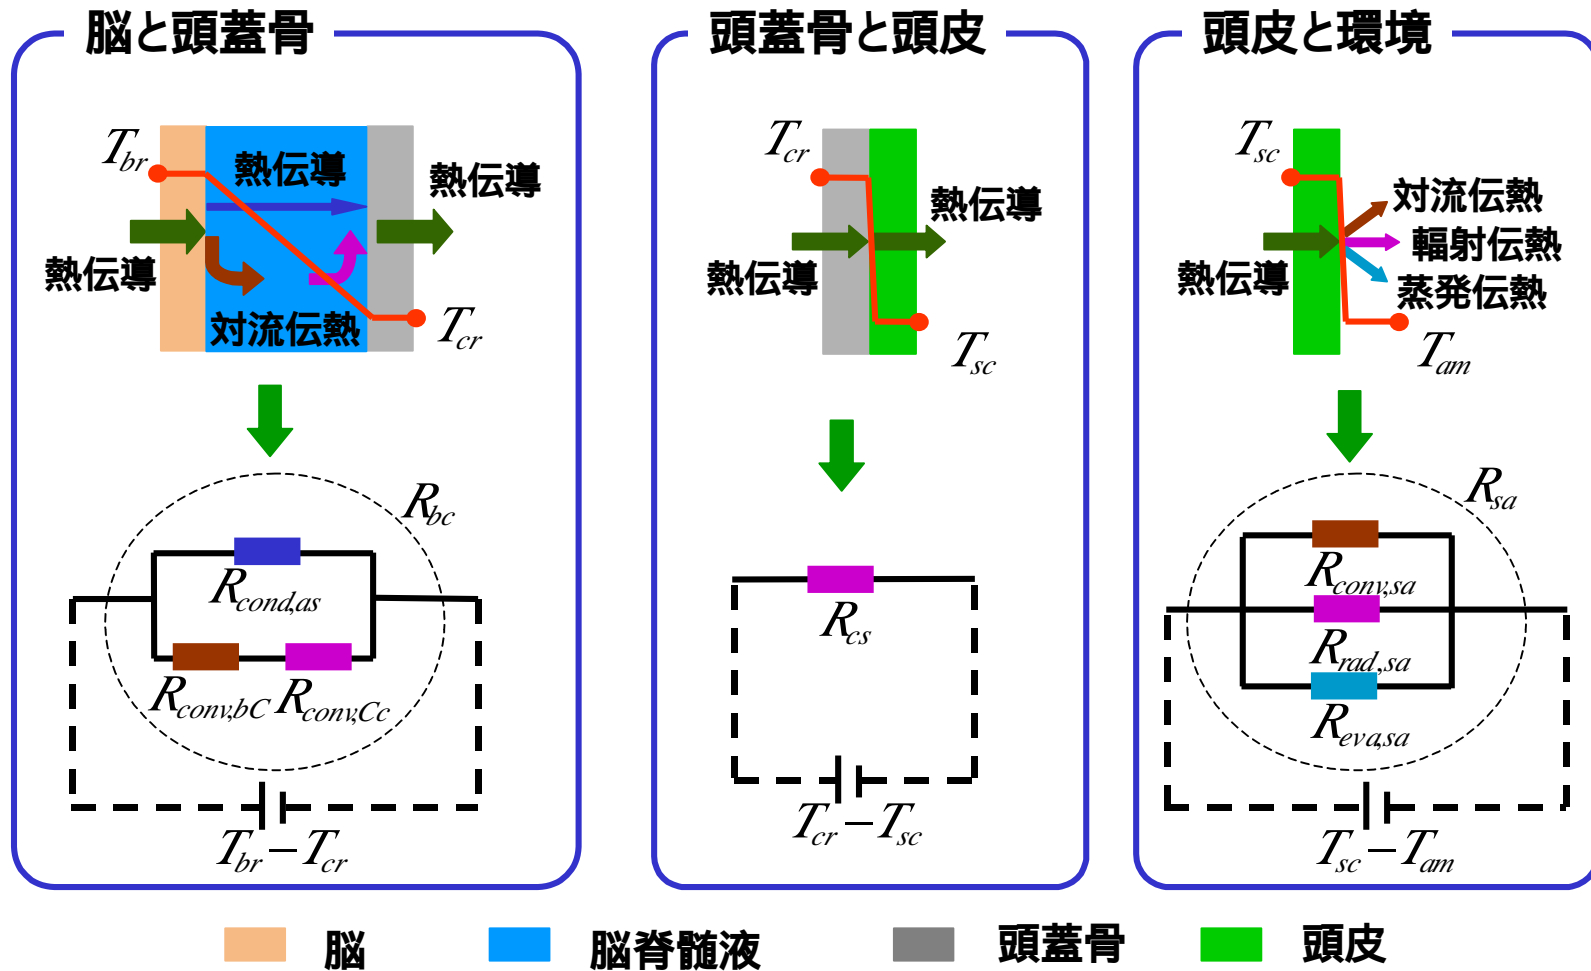 脳と頭蓋骨
T_br
熱伝導
熱伝導
熱伝導
対流伝熱
T_cr
R_bc
R_cond,as
R_conv,bC
R_conv,Cc
T_br−T_cr
頭蓋骨と頭皮
T_cr
熱伝導
熱伝導
T_sc
R_cs
T_cr−T_sc
頭皮と環境
T_sc
対流伝熱
輻射伝熱
熱伝導
蒸発伝熱
T_am
R_sa
R_conv,sa
R_rad,sa
R_eva,sa
T_sc−T_am
脳 脳脊髄液 頭蓋骨 頭皮